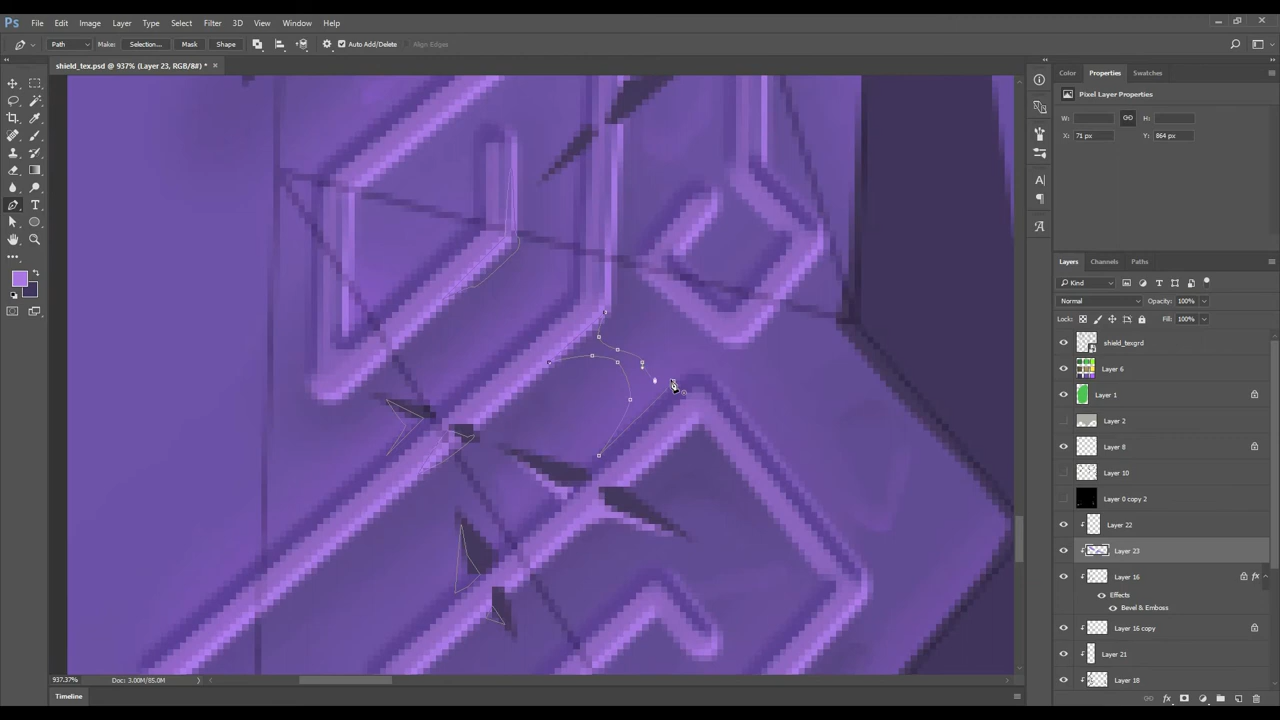 Ps File Edit Image Layer Type Select Filter 3D View Window Help
Path Make: Selection... Mask Shape Auto Add/Delete Align Edges
shield_tex.psd @ 937% (Layer 23, RGB/8#) * ×
Color Properties Swatches
Pixel Layer Properties
W: H:
X: 71 px Y: 864 px
Layers Channels Paths
Kind
Normal Opacity: 100%
Lock: Fill: 100%
shield_texgrd
Layer 6
Layer 1
Layer 2
Layer 8
Layer 10
Layer 0 copy 2
Layer 22
Layer 23
Layer 16 fx
Effects
Bevel & Emboss
Layer 16 copy
Layer 21
Layer 18
937.37% Doc: 3.00M/85.0M
Timeline